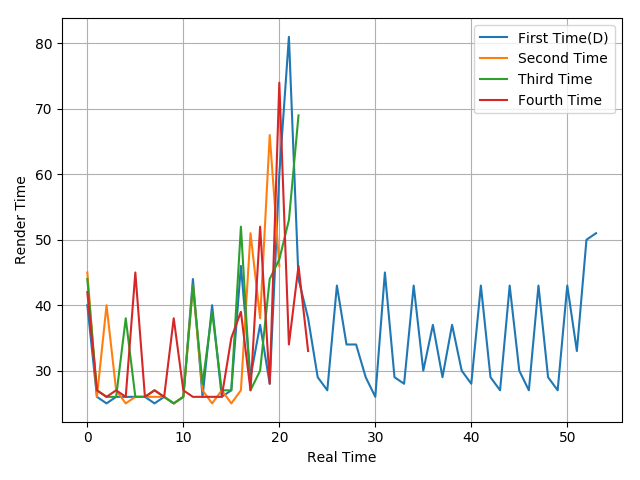 First Time(D)
Second Time
Third Time
Fourth Time
80
70
60
50
40
30
Render Time
0 10 20 30 40 50
Real Time